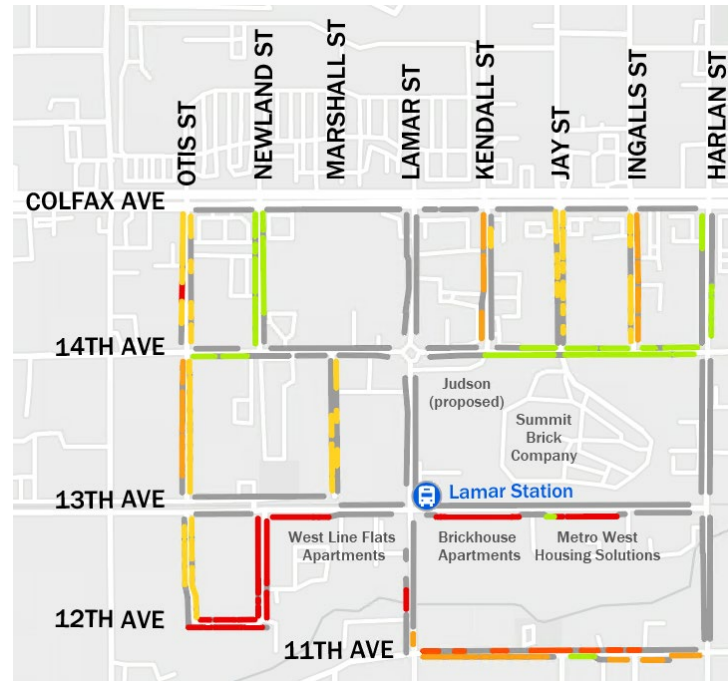 OTIS ST
NEWLAND ST
MARSHALL ST
LAMAR ST
KENDALL ST
JAY ST
INGALLS ST
HARLAN ST
COLFAX AVE
14TH AVE
Judson
(proposed)
Summit
Brick
Company
13TH AVE
Lamar Station
West Line Flats
Apartments
Brickhouse
Apartments
Metro West
Housing Solutions
12TH AVE
11TH AVE